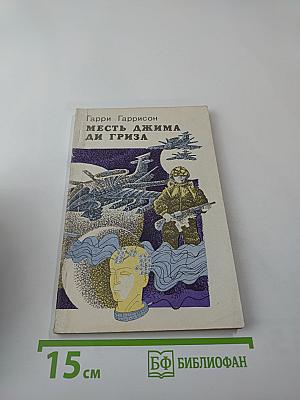 Гарри Гаррисон
МЕСТЬ ДЖИМА
ДИ ГРИЗА
15 см
БФ БИБЛИОФАН